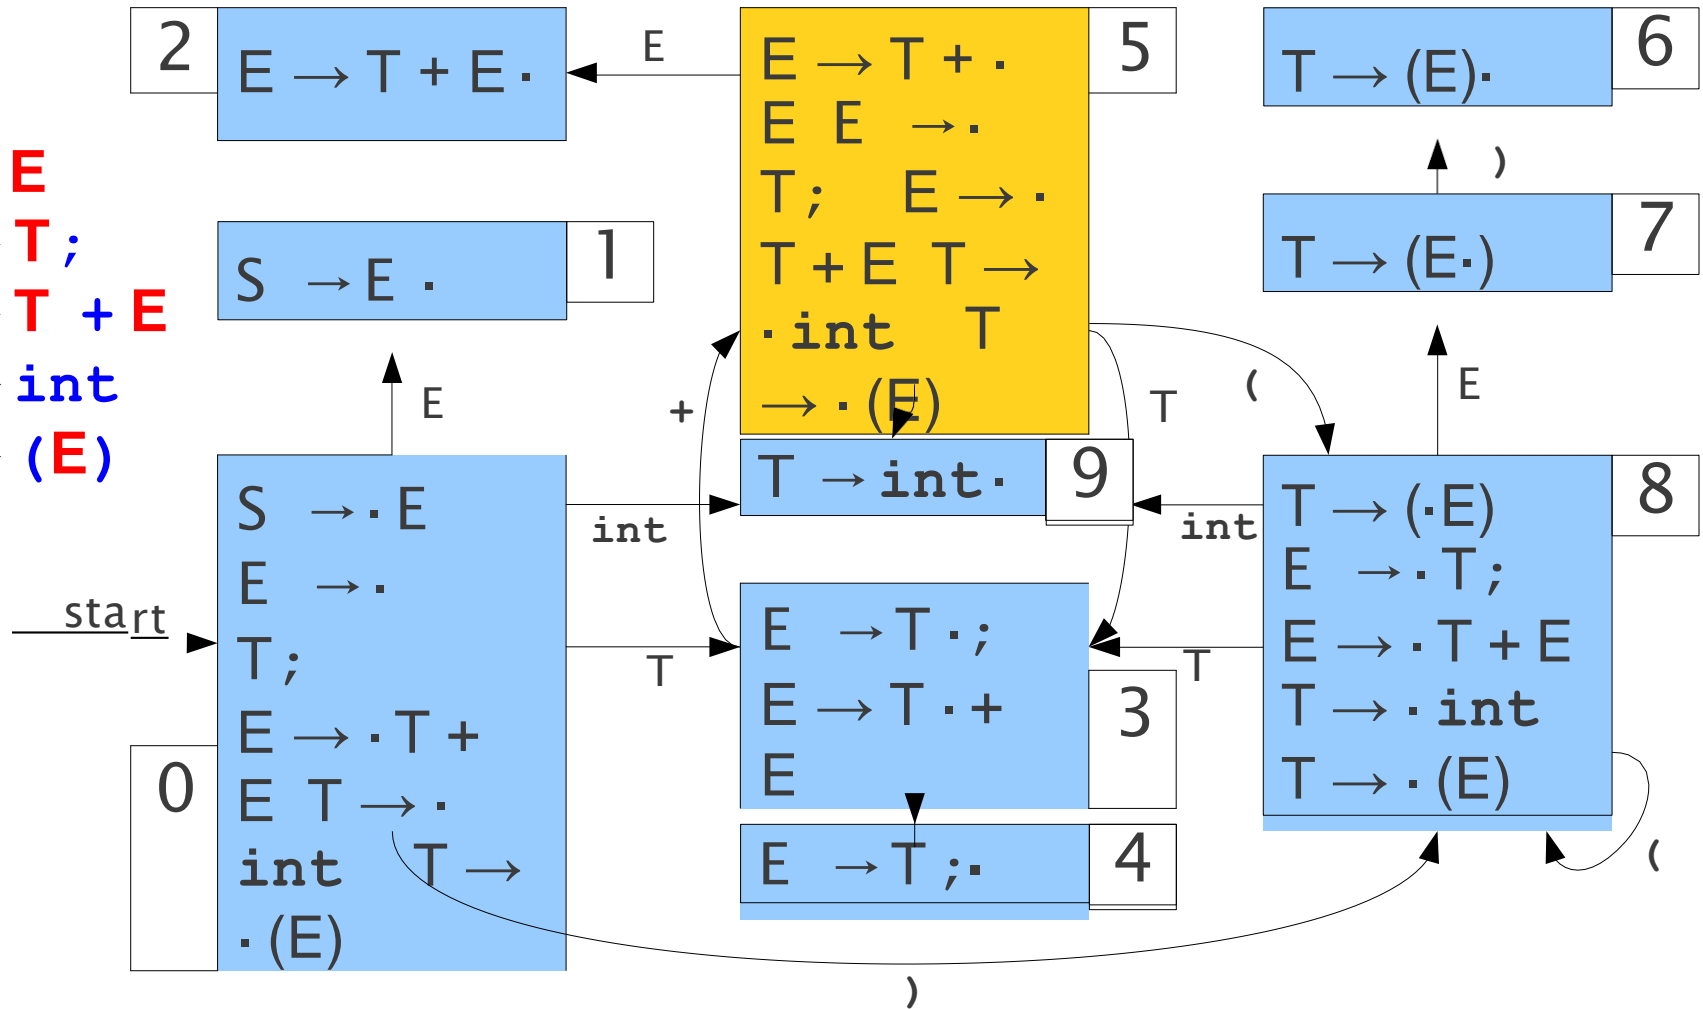 E
T ;
T + E
int
(E)
start
0
S → · E
E → ·
T ;
E → · T +
E T → ·
int T →
· (E)
E
1
S → E ·
2
E → T + E ·
E
5
E → T + ·
E E → ·
T ; E → ·
T + E T →
· int T
→ · (E)
9
T → int ·
int
T
+
3
E → T · ;
E → T · +
E
4
E → T ; ·
T
(
6
T → (E)·
)
7
T → (E·)
E
8
T → (·E)
E → · T ;
E → · T + E
T → · int
T → · (E)
int
T
(
)